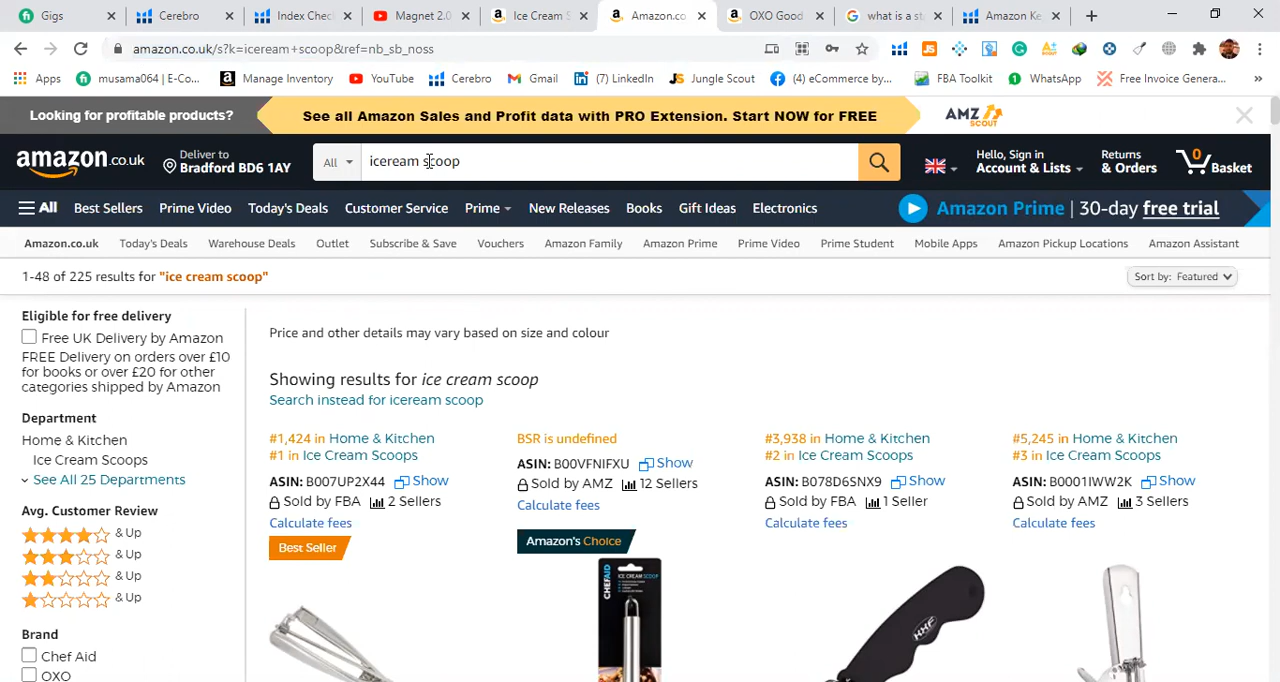 Gigs
Cerebro
Index Chec
Magnet 2.0
Ice Cream S
Amazon.co
OXO Good
what is a st
Amazon Ke
amazon.co.uk/s?k=iceream+scoop&ref=nb_sb_noss
Apps
musama064 | E-Co...
Manage Inventory
YouTube
Cerebro
Gmail
(7) LinkedIn
Jungle Scout
(4) eCommerce by...
FBA Toolkit
WhatsApp
Free Invoice Genera...
Looking for profitable products?
See all Amazon Sales and Profit data with PRO Extension. Start NOW for FREE
AMZ
SCOUT
amazon.co.uk
Deliver to
Bradford BD6 1AY
All
iceream scoop
Hello, Sign in
Account & Lists
Returns
& Orders
0
Basket
All
Best Sellers
Prime Video
Today's Deals
Customer Service
Prime
New Releases
Books
Gift Ideas
Electronics
Amazon Prime | 30-day free trial
Amazon.co.uk
Today's Deals
Warehouse Deals
Outlet
Subscribe & Save
Vouchers
Amazon Family
Amazon Prime
Prime Video
Prime Student
Mobile Apps
Amazon Pickup Locations
Amazon Assistant
1-48 of 225 results for "ice cream scoop"
Sort by: Featured
Eligible for free delivery
Free UK Delivery by Amazon
FREE Delivery on orders over £10
for books or over £20 for other
categories shipped by Amazon
Department
Home & Kitchen
Ice Cream Scoops
See All 25 Departments
Avg. Customer Review
& Up
& Up
& Up
& Up
Brand
Chef Aid
OXO
Price and other details may vary based on size and colour
Showing results for ice cream scoop
Search instead for iceream scoop
#1,424 in Home & Kitchen
#1 in Ice Cream Scoops
ASIN: B007UP2X44 Show
Sold by FBA 2 Sellers
Calculate fees
Best Seller
BSR is undefined
ASIN: B00VFNIFXU Show
Sold by AMZ 12 Sellers
Calculate fees
Amazon's Choice
CHEFAID
ICE CREAM SCOOP
#3,938 in Home & Kitchen
#2 in Ice Cream Scoops
ASIN: B078D6SNX9 Show
Sold by FBA 1 Seller
Calculate fees
#5,245 in Home & Kitchen
#3 in Ice Cream Scoops
ASIN: B0001IWW2K Show
Sold by AMZ 3 Sellers
Calculate fees